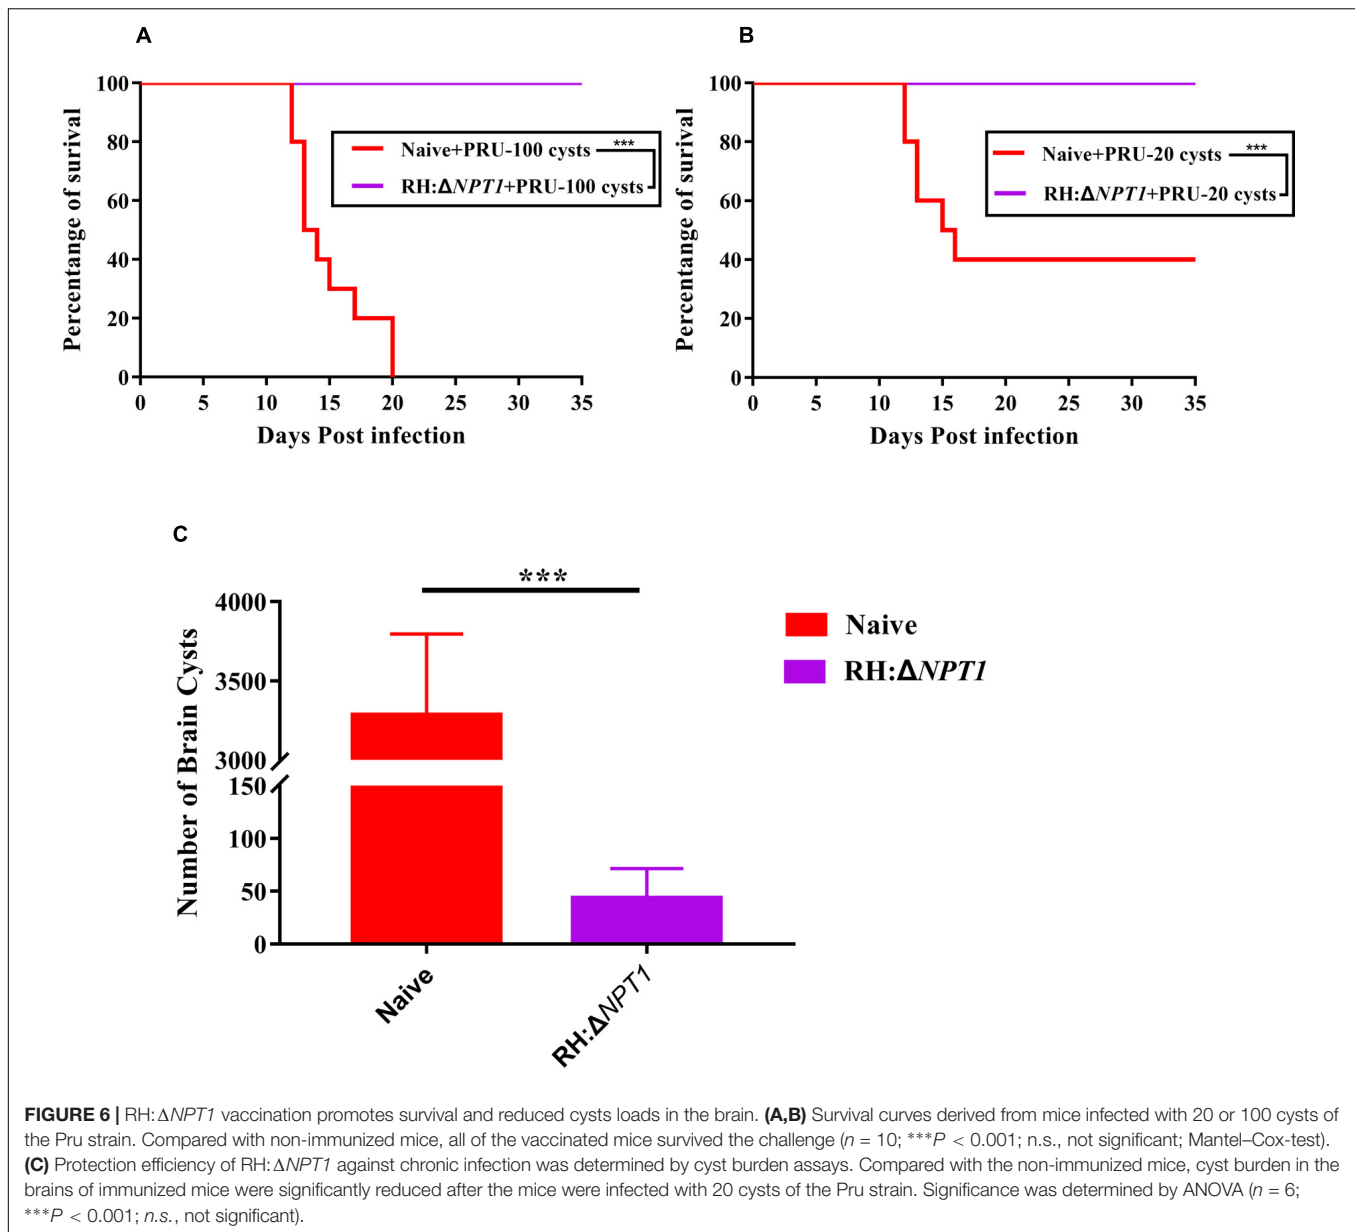 A
Percentange of surival
100
80
60
40
20
0
0 5 10 15 20 25 30 35
Days Post infection
Naive+PRU-100 cysts ***
RH:ΔNPT1+PRU-100 cysts
B
Percentange of surival
100
80
60
40
20
0
0 5 10 15 20 25 30 35
Days Post infection
Naive+PRU-20 cysts ***
RH:ΔNPT1+PRU-20 cysts
C
Number of Brain Cysts
4000
3500
3000
150
100
50
0
***
Naive
RH:ΔNPT1
Naive
RH:ΔNPT1
FIGURE 6 | RH:ΔNPT1 vaccination promotes survival and reduced cysts loads in the brain. (A,B) Survival curves derived from mice infected with 20 or 100 cysts of
the Pru strain. Compared with non-immunized mice, all of the vaccinated mice survived the challenge (n = 10; ***P < 0.001; n.s., not significant; Mantel–Cox-test).
(C) Protection efficiency of RH:ΔNPT1 against chronic infection was determined by cyst burden assays. Compared with the non-immunized mice, cyst burden in the
brains of immunized mice were significantly reduced after the mice were infected with 20 cysts of the Pru strain. Significance was determined by ANOVA (n = 6;
***P < 0.001; n.s., not significant).